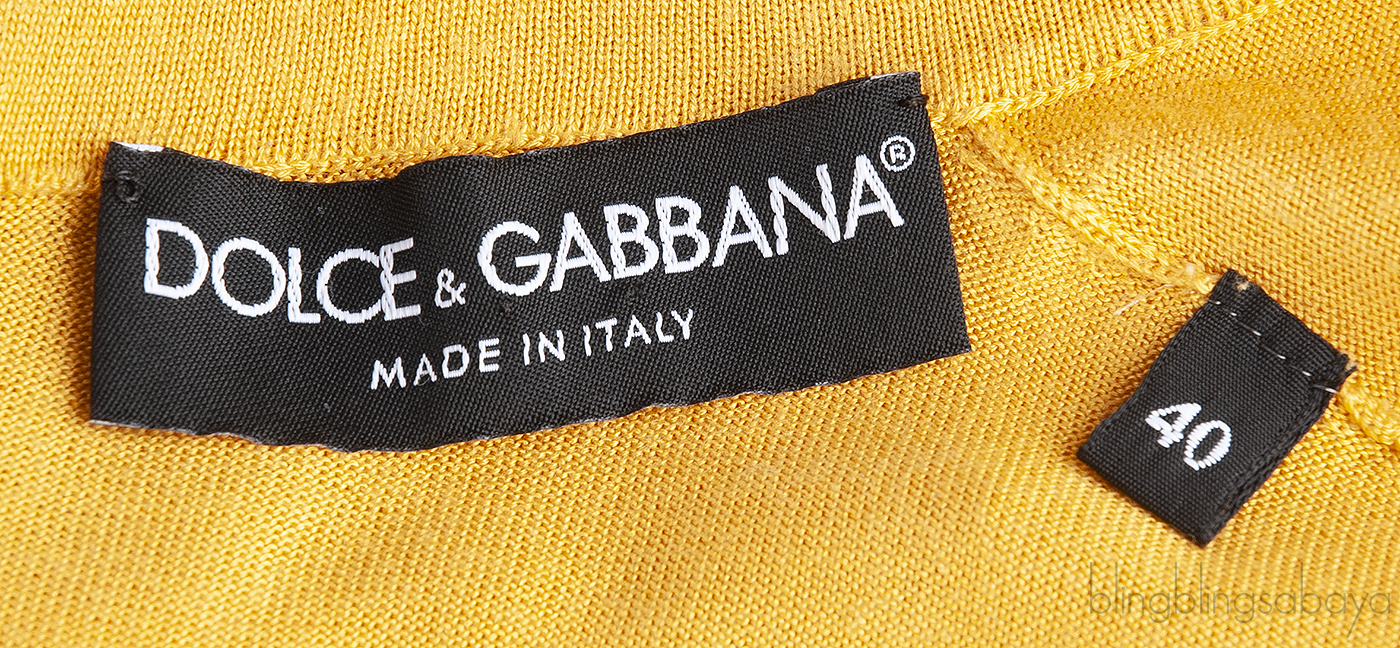 DOLCE & GABBANA®
MADE IN ITALY
40
blingblingsabaya